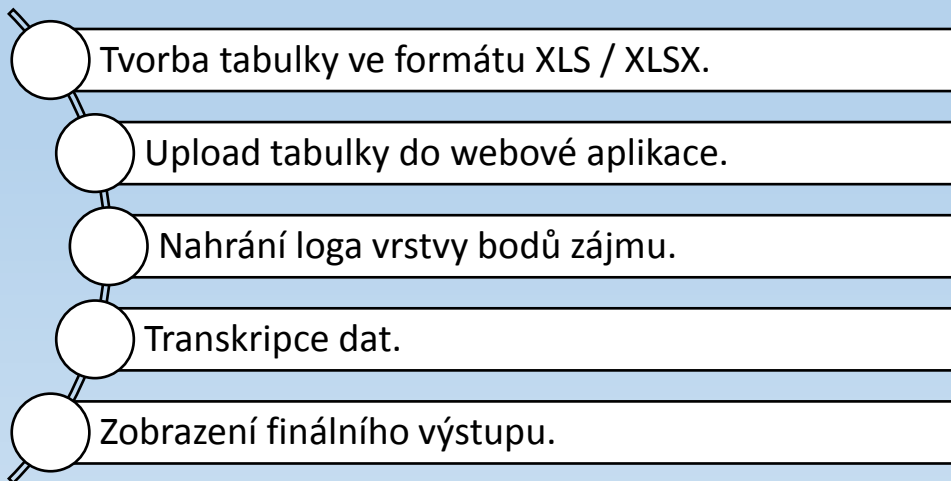 Tvorba tabulky ve formátu XLS / XLSX.
Upload tabulky do webové aplikace.
Nahrání loga vrstvy bodů zájmu.
Transkripce dat.
Zobrazení finálního výstupu.